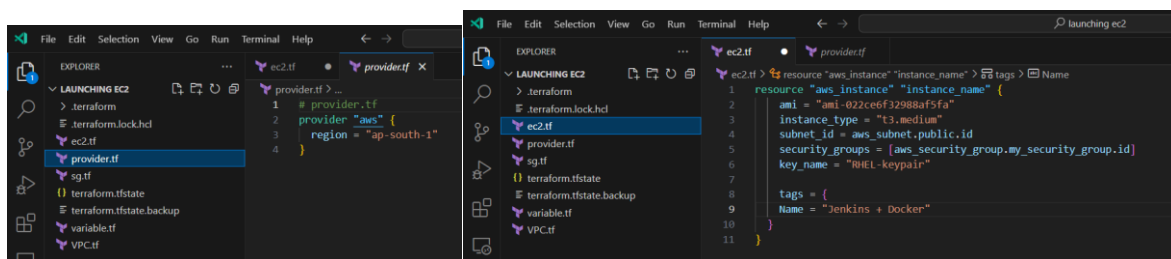 File Edit Selection View Go Run Terminal Help
EXPLORER
LAUNCHING EC2
.terraform
.terraform.lock.hcl
ec2.tf
provider.tf
sg.tf
terraform.tfstate
terraform.tfstate.backup
variable.tf
VPC.tf
ec2.tf
provider.tf
provider.tf > ...
1 # provider.tf
2 provider "aws" {
3 region = "ap-south-1"
4 }
File Edit Selection View Go Run Terminal Help
launching ec2
EXPLORER
LAUNCHING EC2
.terraform
.terraform.lock.hcl
ec2.tf
provider.tf
sg.tf
terraform.tfstate
terraform.tfstate.backup
variable.tf
VPC.tf
ec2.tf
provider.tf
ec2.tf > resource "aws_instance" "instance_name" > tags > Name
1 resource "aws_instance" "instance_name" {
2 ami = "ami-022ce6f32988af5fa"
3 instance_type = "t3.medium"
4 subnet_id = aws_subnet.public.id
5 security_groups = [aws_security_group.my_security_group.id]
6 key_name = "RHEL-keypair"
7
8 tags = {
9 Name = "Jenkins + Docker"
10 }
11 }